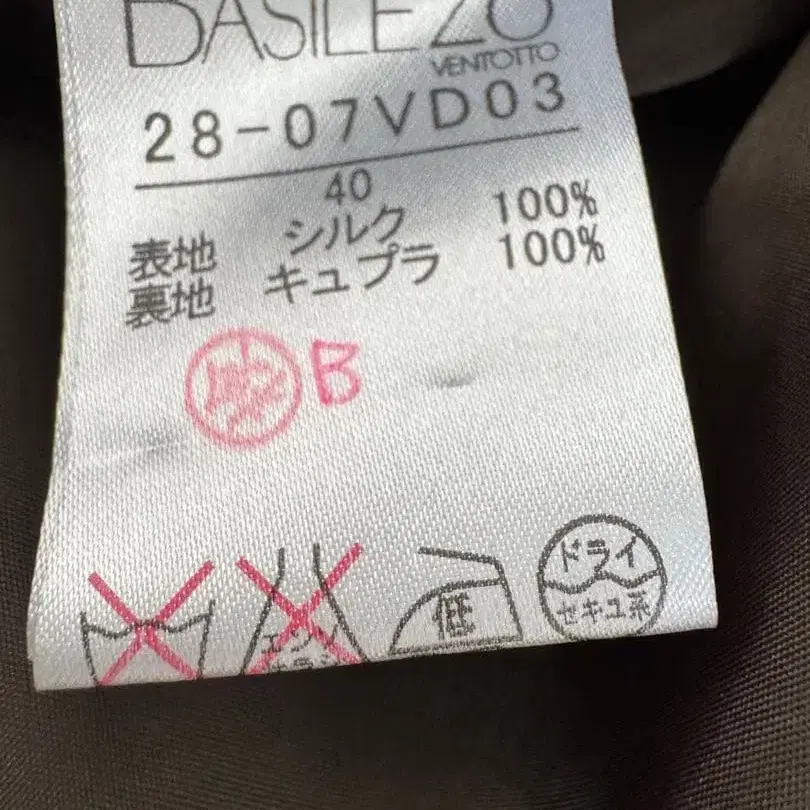 BASILE28
VENTOTTO
28-07VD03
40
表地 シルク 100%
裏地 キュプラ 100%
B
低
ドライ
セキユ系